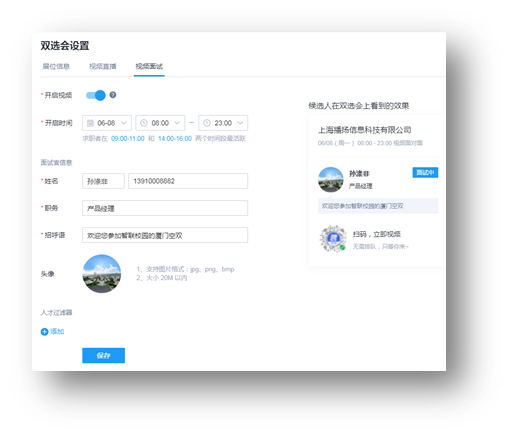 双选会设置
展位信息 视频直播 视频面试
* 开启视频
* 开启时间 06-08 08:00 — 23:00
求职者在 09:00-11:00 和 14:00-16:00 两个时间段最活跃
面试官信息
* 姓名 孙涤非 13910008882
* 职务 产品经理
* 招呼语 欢迎您参加智联校园的厦门空双
头像
1、支持图片格式：jpg、png、bmp
2、大小 20M 以内
人才过滤器
添加
保存
候选人在双选会上看到的效果
上海播扬信息科技有限公司
06/08（周一）08:00 - 23:00 视频面对面
孙涤非 面试中
产品经理
欢迎您参加智联校园的厦门空双
扫码，立即视频
无需排队，只等你来~